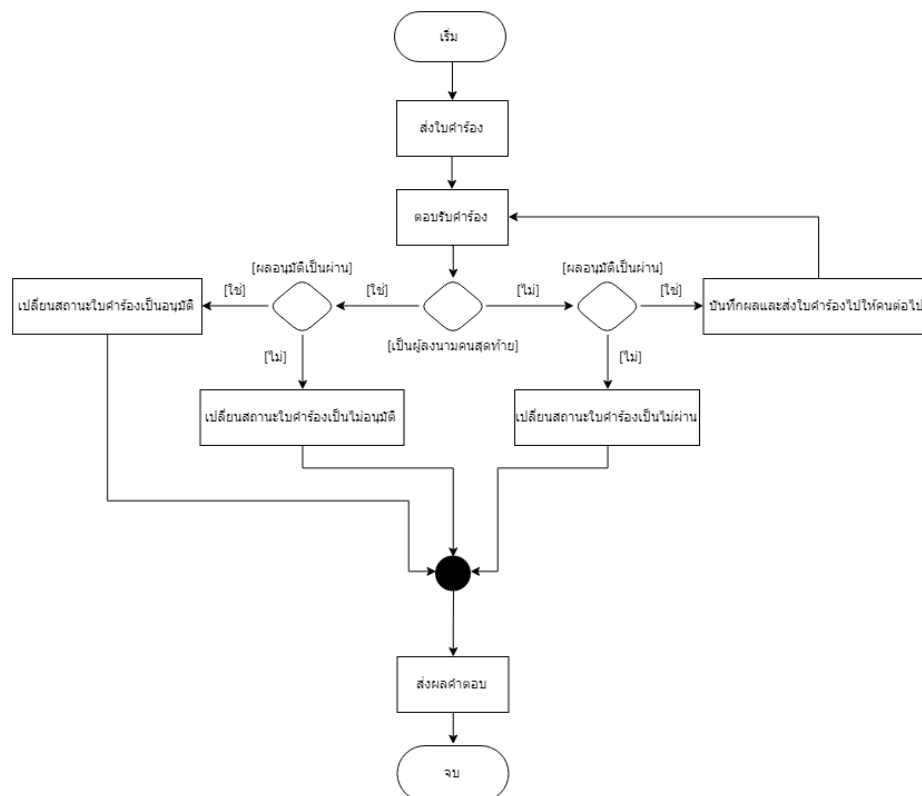 เริ่ม
ส่งใบคำร้อง
ตอบรับคำร้อง
[ผลอนุมัติเป็นผ่าน]
[ผลอนุมัติเป็นผ่าน]
เปลี่ยนสถานะใบคำร้องเป็นอนุมัติ
[ใช่]
[ใช่]
[ไม่]
[ใช่]
บันทึกผลและส่งใบคำร้องไปให้คนต่อไป
[เป็นผู้ลงนามคนสุดท้าย]
[ไม่]
[ไม่]
เปลี่ยนสถานะใบคำร้องเป็นไม่อนุมัติ
เปลี่ยนสถานะใบคำร้องเป็นไม่ผ่าน
ส่งผลคำตอบ
จบ